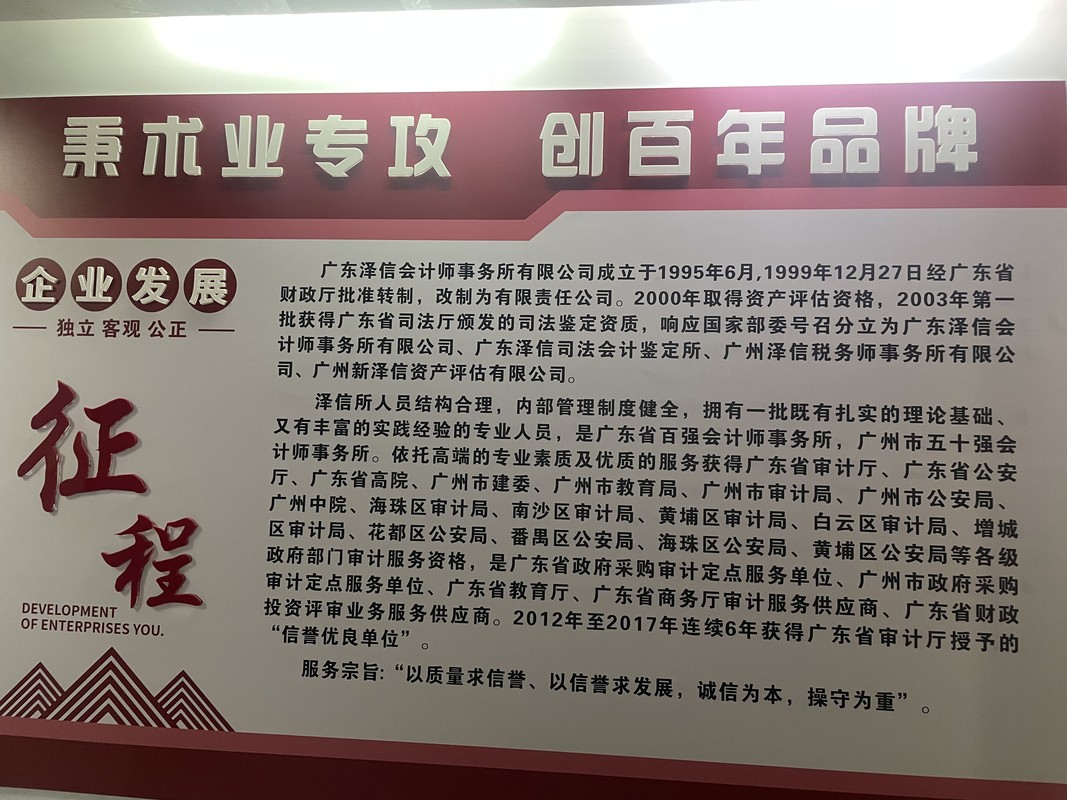 秉术业专攻 创百年品牌
企业发展
独立 客观 公正
征程
DEVELOPMENT
OF ENTERPRISES YOU.
广东泽信会计师事务所有限公司成立于1995年6月,1999年12月27日经广东省
财政厅批准转制，改制为有限责任公司。2000年取得资产评估资格，2003年第一
批获得广东省司法厅颁发的司法鉴定资质，响应国家部委号召分立为广东泽信会
计师事务所有限公司、广东泽信司法会计鉴定所、广州泽信税务师事务所有限公
司、广州新泽信资产评估有限公司。
泽信所人员结构合理，内部管理制度健全，拥有一批既有扎实的理论基础、
又有丰富的实践经验的专业人员，是广东省百强会计师事务所，广州市五十强会
计师事务所。依托高端的专业素质及优质的服务获得广东省审计厅、广东省公安
厅、广东省高院、广州市建委、广州市教育局、广州市审计局、广州市公安局、
广州中院、海珠区审计局、南沙区审计局、黄埔区审计局、白云区审计局、增城
区审计局、花都区公安局、番禺区公安局、海珠区公安局、黄埔区公安局等各级
政府部门审计服务资格，是广东省政府采购审计定点服务单位、广州市政府采购
审计定点服务单位、广东省教育厅、广东省商务厅审计服务供应商、广东省财政
投资评审业务服务供应商。2012年至2017年连续6年获得广东省审计厅授予的
“信誉优良单位”。
服务宗旨:“以质量求信誉、以信誉求发展，诚信为本，操守为重”。